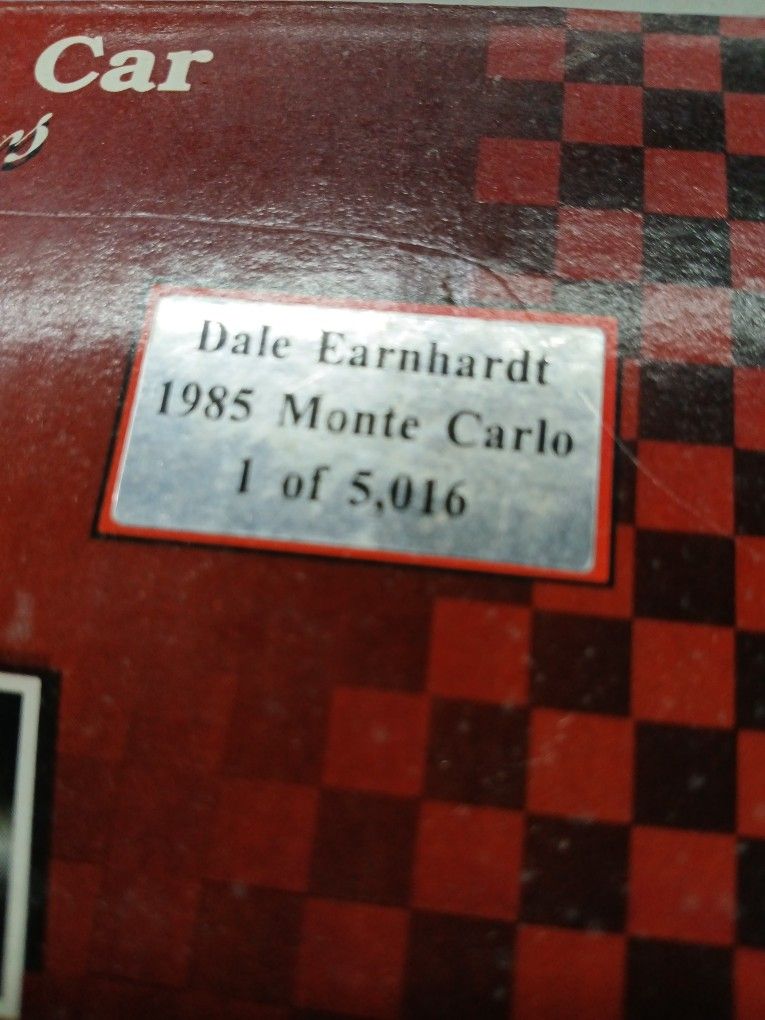 Car
Dale Earnhardt
1985 Monte Carlo
1 of 5,016